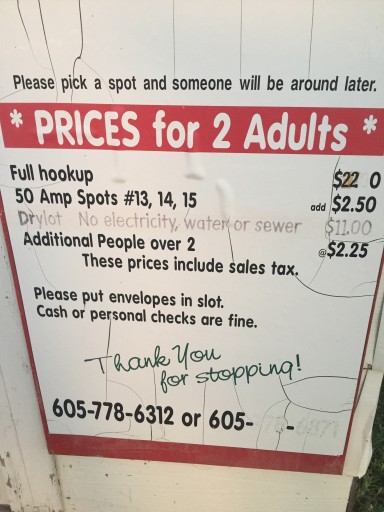 Please pick a spot and someone will be around later.
* PRICES for 2 Adults *
Full hookup $22 0
50 Amp Spots #13, 14, 15 add $2.50
Drylot No electricity, water or sewer $11.00
Additional People over 2 @$2.25
These prices include sales tax.
Please put envelopes in slot.
Cash or personal checks are fine.
Thank You
for stopping!
605-778-6312 or 605-